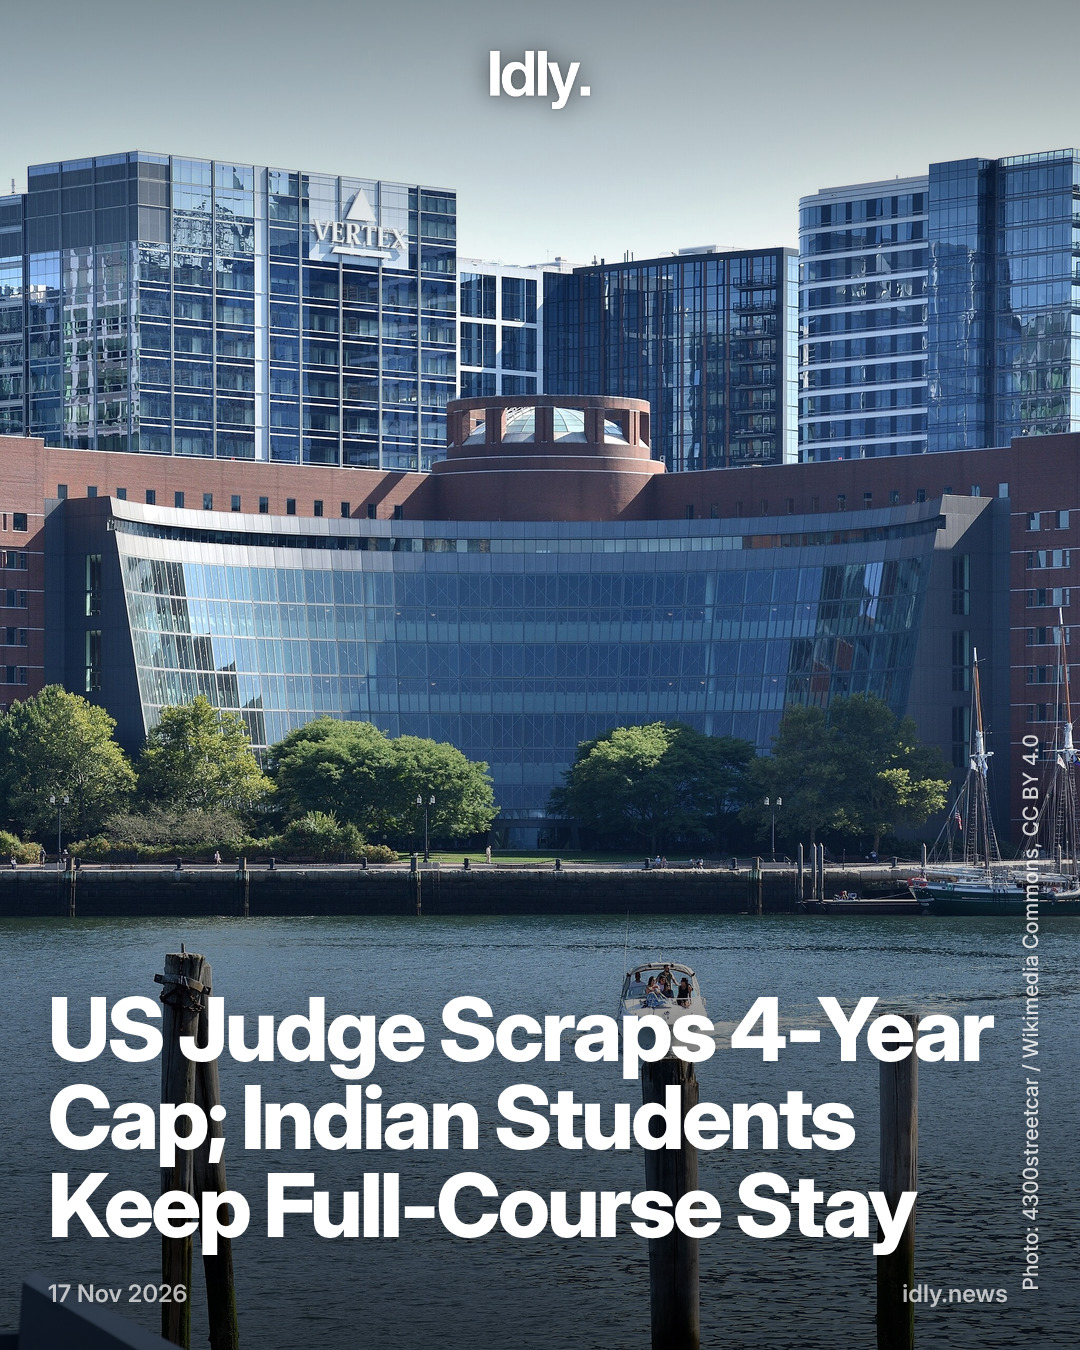 Idly.
VERTEX
US Judge Scraps 4-Year
Cap; Indian Students
Keep Full-Course Stay
17 Nov 2026
idly.news
Photo: 4300streetcar / Wikimedia Commons, CC BY 4.0